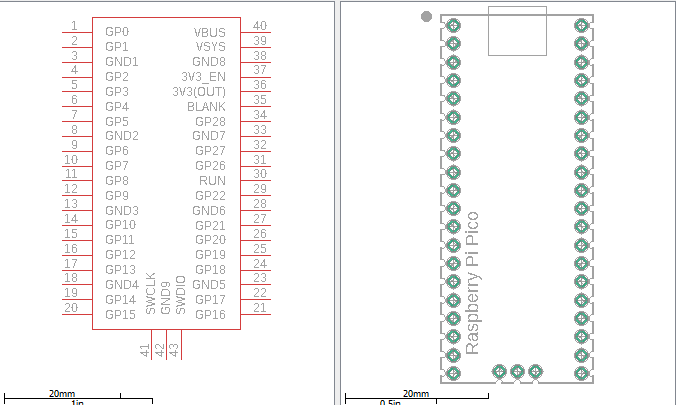 1 GP0 VBUS 40
2 GP1 VSYS 39
3 GND1 GND8 38
4 GP2 3V3_EN 37
5 GP3 3V3(OUT) 36
6 GP4 BLANK 35
7 GP5 GP28 34
8 GND2 GND7 33
9 GP6 GP27 32
10 GP7 GP26 31
11 GP8 RUN 30
12 GP9 GP22 29
13 GND3 GND6 28
14 GP10 GP21 27
15 GP11 GP20 26
16 GP12 GP19 25
17 GP13 GP18 24
18 GND4 GND5 23
19 GP14 GP17 22
20 GP15 GP16 21
SWCLK
GND9
SWDIO
41
42
43
20mm
1in
Raspberry Pi Pico
20mm
0.5in